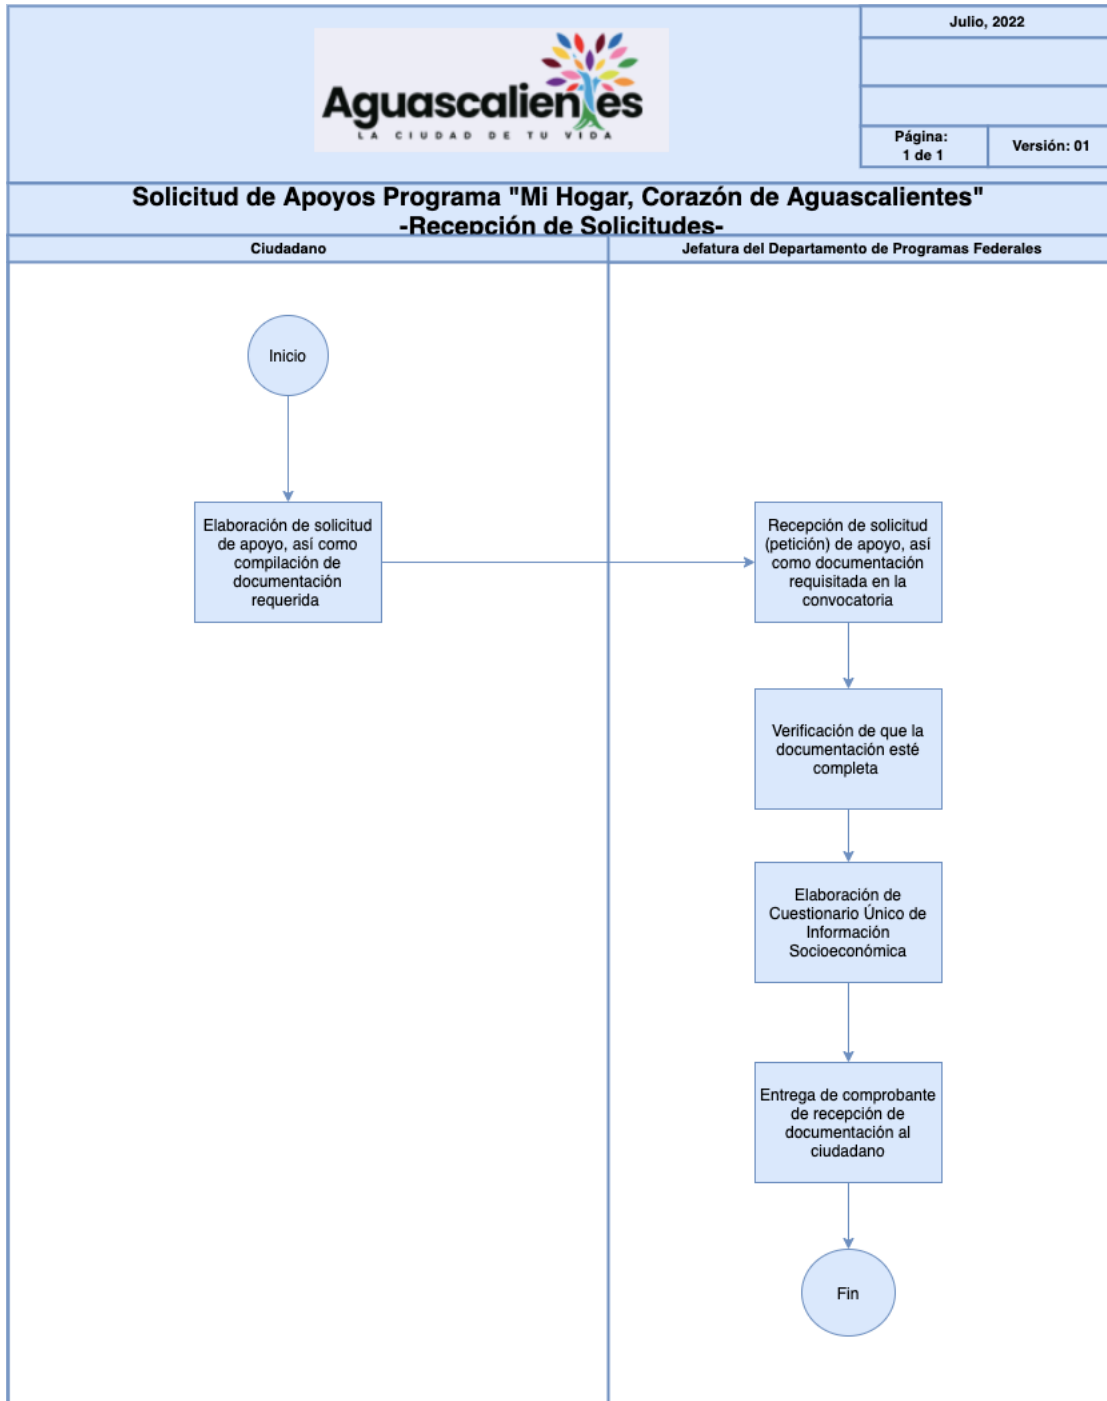 Julio, 2022
Aguascalientes
LA CIUDAD DE TU VIDA
Página:
1 de 1
Versión: 01
Solicitud de Apoyos Programa "Mi Hogar, Corazón de Aguascalientes"
-Recepción de Solicitudes-
Ciudadano
Jefatura del Departamento de Programas Federales
Inicio
Elaboración de solicitud
de apoyo, así como
compilación de
documentación
requerida
Recepción de solicitud
(petición) de apoyo, así
como documentación
requisitada en la
convocatoria
Verificación de que la
documentación esté
completa
Elaboración de
Cuestionario Único de
Información
Socioeconómica
Entrega de comprobante
de recepción de
documentación al
ciudadano
Fin